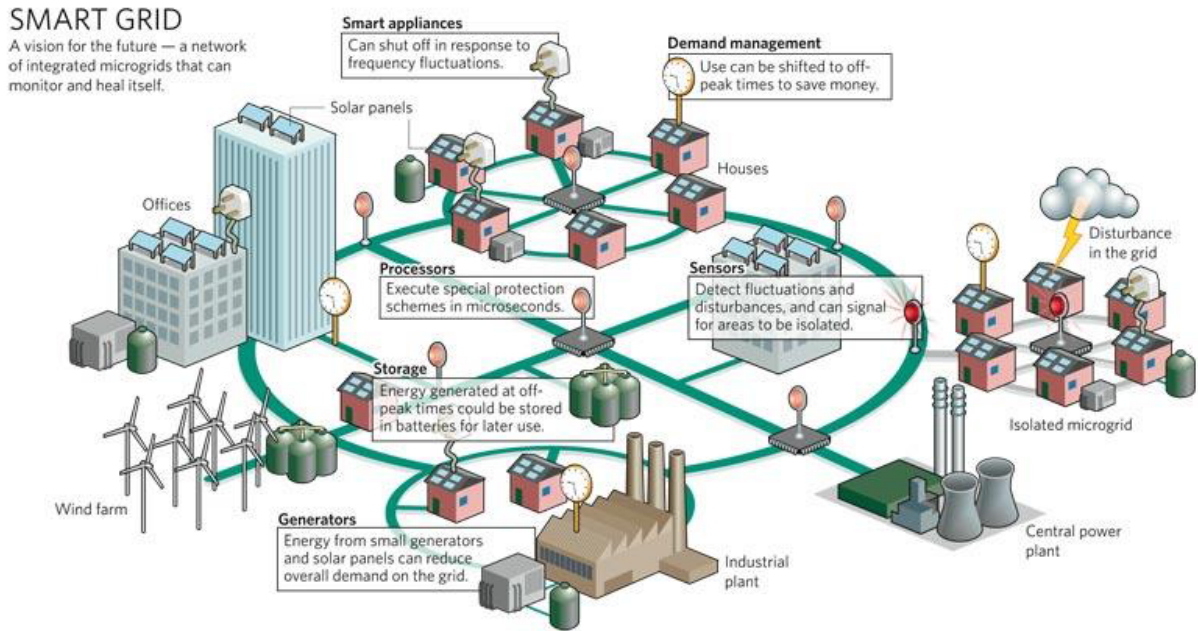 SMART GRID
A vision for the future — a network
of integrated microgrids that can
monitor and heal itself.
Smart appliances
Can shut off in response to
frequency fluctuations.
Demand management
Use can be shifted to off-
peak times to save money.
Solar panels
Houses
Offices
Disturbance
in the grid
Processors
Execute special protection
schemes in microseconds.
Sensors
Detect fluctuations and
disturbances, and can signal
for areas to be isolated.
Storage
Energy generated at off-
peak times could be stored
in batteries for later use.
Isolated microgrid
Wind farm
Generators
Energy from small generators
and solar panels can reduce
overall demand on the grid.
Industrial
plant
Central power
plant